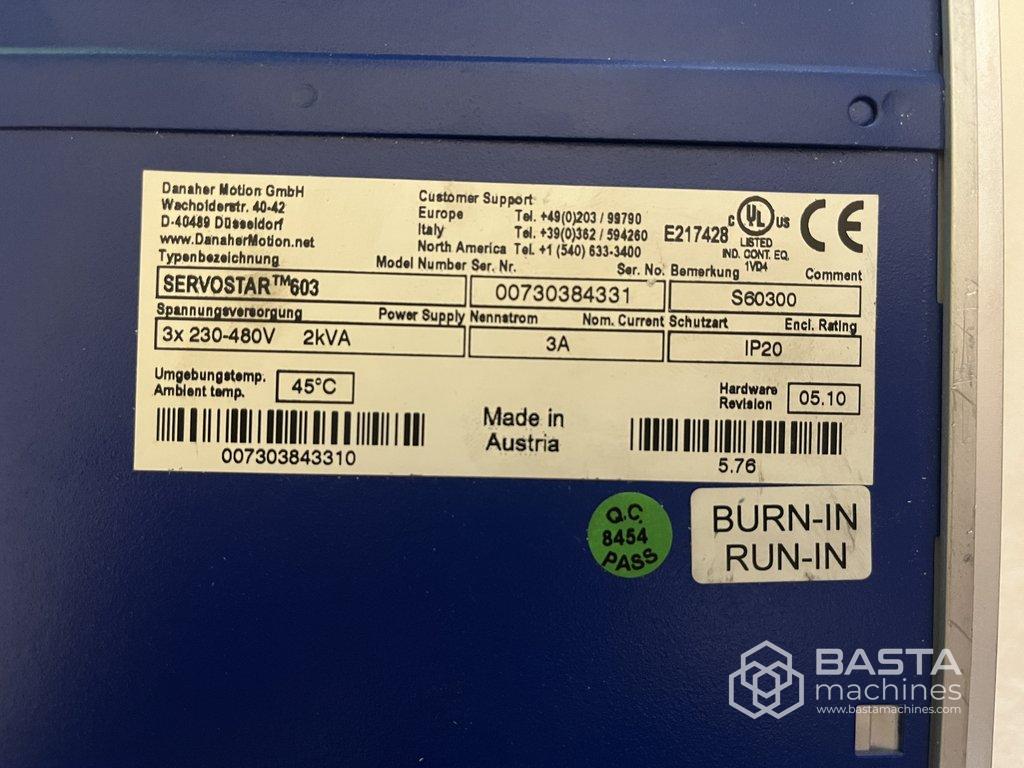 Danaher Motion GmbH
Wacholderstr. 40-42
D-40489 Düsseldorf
www.DanaherMotion.net
Customer Support
Europe Tel. +49(0)203 / 99790
Italy Tel. +39(0)362 / 594260
North America Tel. +1 (540) 633-3400
E217428
C UL US
LISTED
IND. CONT. EQ.
1VD4
CE
Typenbezeichnung Model Number Ser. Nr. Ser. No. Bemerkung Comment
SERVOSTAR™603 00730384331 S60300
Spannungsversorgung Power Supply Nennstrom Nom. Current Schutzart Encl. Rating
3x 230-480V 2kVA 3A IP20
Umgebungstemp.
Ambient temp.
45°C
Hardware
Revision
05.10
007303843310
Made in
Austria
5.76
Q.C.
8454
PASS
BURN-IN
RUN-IN
BASTA
machines
www.bastamachines.com